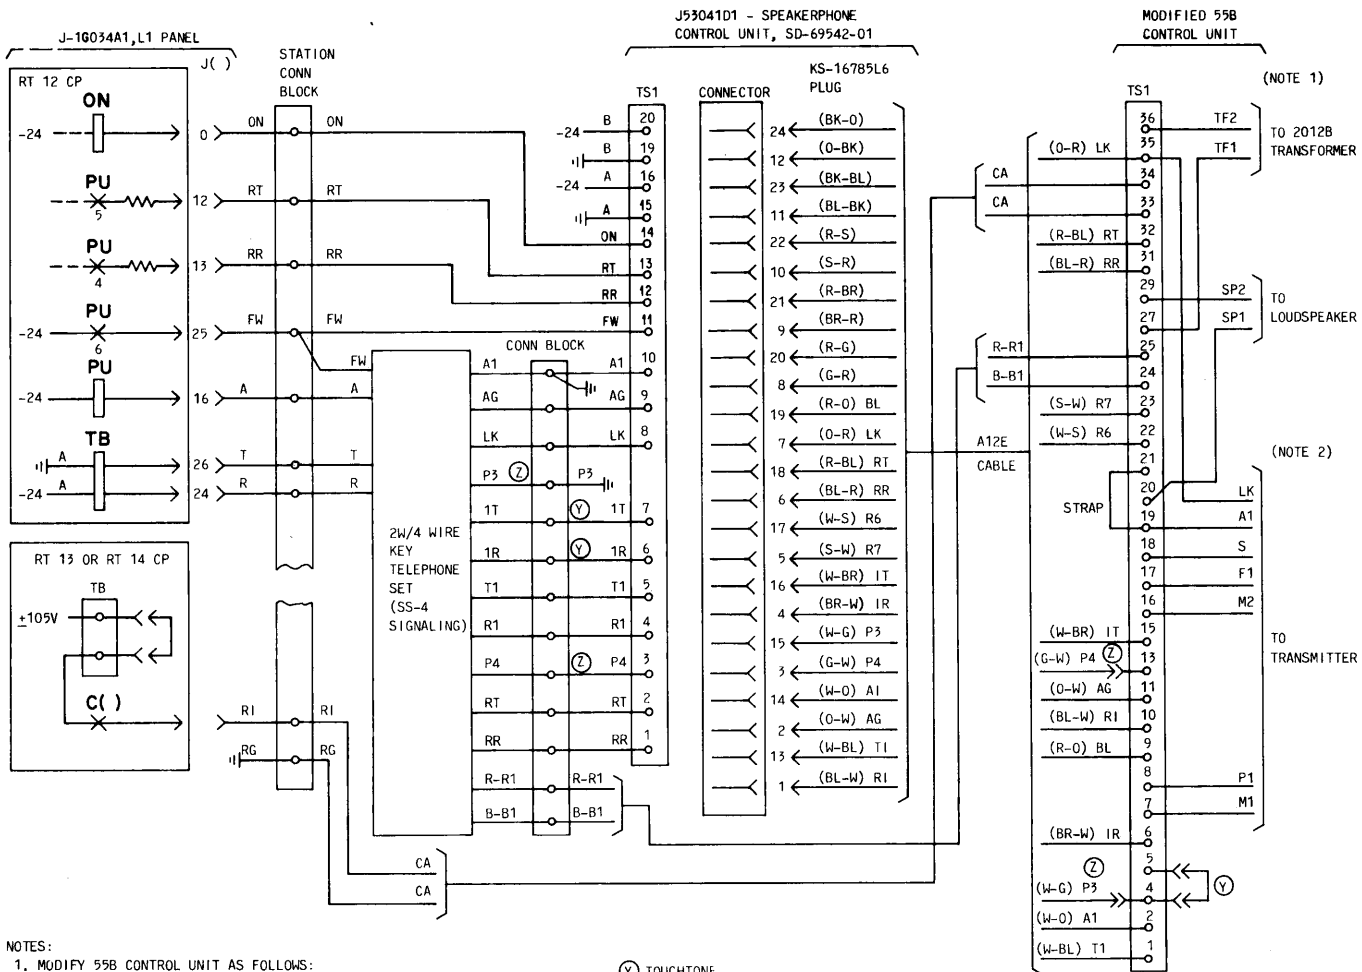 J53041D1 - SPEAKERPHONE
CONTROL UNIT, SD-69542-01
MODIFIED 55B
CONTROL UNIT
J-1G034A1,L1 PANEL
J( )
STATION
CONN
BLOCK
RT 12 CP
ON
-24
0
ON
ON
PU
5
12
RT
RT
PU
4
13
RR
RR
PU
-24
6
25
FW
FW
PU
-24
16
A
FW
A
TB
A
26
T
T
-24
A
24
R
R
RT 13 OR RT 14 CP
TB
±105V
C( )
RI
RI
RG
RG
CA
CA
2W/4 WIRE
KEY
TELEPHONE
SET
(SS-4
SIGNALING)
CONN BLOCK
A1
A1
AG
AG
LK
LK
P3 Z P3
1T Y 1T
1R Y 1R
T1
T1
R1
R1
P4 Z P4
RT
RT
RR
RR
R-R1
R-R1
B-B1
B-B1
TS1
-24 B 20
B 19
-24 A 16
A 15
ON 14
RT 13
RR 12
FW 11
10
9
8
7
6
5
4
3
2
1
CONNECTOR
KS-16785L6
PLUG
24 (BK-O)
12 (O-BK)
23 (BK-BL)
11 (BL-BK)
22 (R-S)
10 (S-R)
21 (R-BR)
9 (BR-R)
20 (R-G)
8 (G-R)
19 (R-O) BL
7 (O-R) LK
18 (R-BL) RT
6 (BL-R) RR
17 (W-S) R6
5 (S-W) R7
16 (W-BR) IT
4 (BR-W) IR
15 (W-G) P3
3 (G-W) P4
14 (W-O) AI
2 (O-W) AG
13 (W-BL) TI
1 (BL-W) RI
A12E
CABLE
TS1
(NOTE 1)
36 TF2
(O-R) LK 35 TF1
TO 2012B
TRANSFORMER
CA 34
CA 33
(R-BL) RT 32
(BL-R) RR 31
29 SP2
27 SP1
TO
LOUDSPEAKER
R-R1 25
B-B1 24
(S-W) R7 23
(W-S) R6 22
(NOTE 2)
21
20 LK
STRAP
19 A1
18 S
17 F1
16 M2
(W-BR) IT 15
(G-W) P4 Z 13
TO
TRANSMITTER
(O-W) AG 11
(BL-W) RI 10
(R-O) BL 9
8 P1
7 M1
(BR-W) IR 6
Z 5
(W-G) P3 4 Y
(W-O) A1 2
(W-BL) T1 1
NOTES:
1. MODIFY 55B CONTROL UNIT AS FOLLOWS:
Y TOUCHTONE